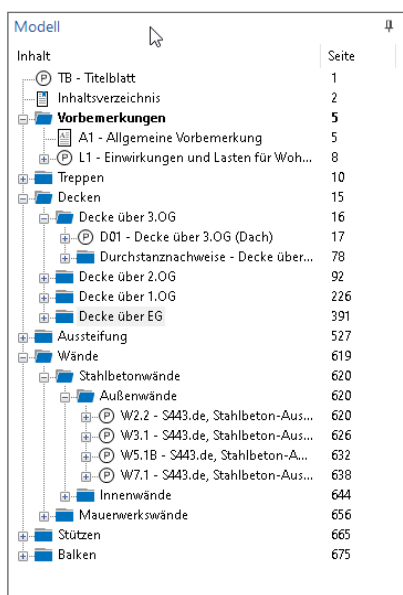 Modell
Inhalt Seite
P TB - Titelblatt 1
Inhaltsverzeichnis 2
Vorbemerkungen 5
A1 - Allgemeine Vorbemerkung 5
P L1 - Einwirkungen und Lasten für Woh... 8
Treppen 10
Decken 15
Decke über 3.OG 16
P D01 - Decke über 3.OG (Dach) 17
Durchstanznachweise - Decke über... 78
Decke über 2.OG 92
Decke über 1.OG 226
Decke über EG 391
Aussteifung 527
Wände 619
Stahlbetonwände 620
Außenwände 620
P W2.2 - S443.de, Stahlbeton-Aus... 620
P W3.1 - S443.de, Stahlbeton-Aus... 626
P W5.1B - S443.de, Stahlbeton-A... 632
P W7.1 - S443.de, Stahlbeton-Aus... 638
Innenwände 644
Mauerwerkswände 656
Stützen 665
Balken 675